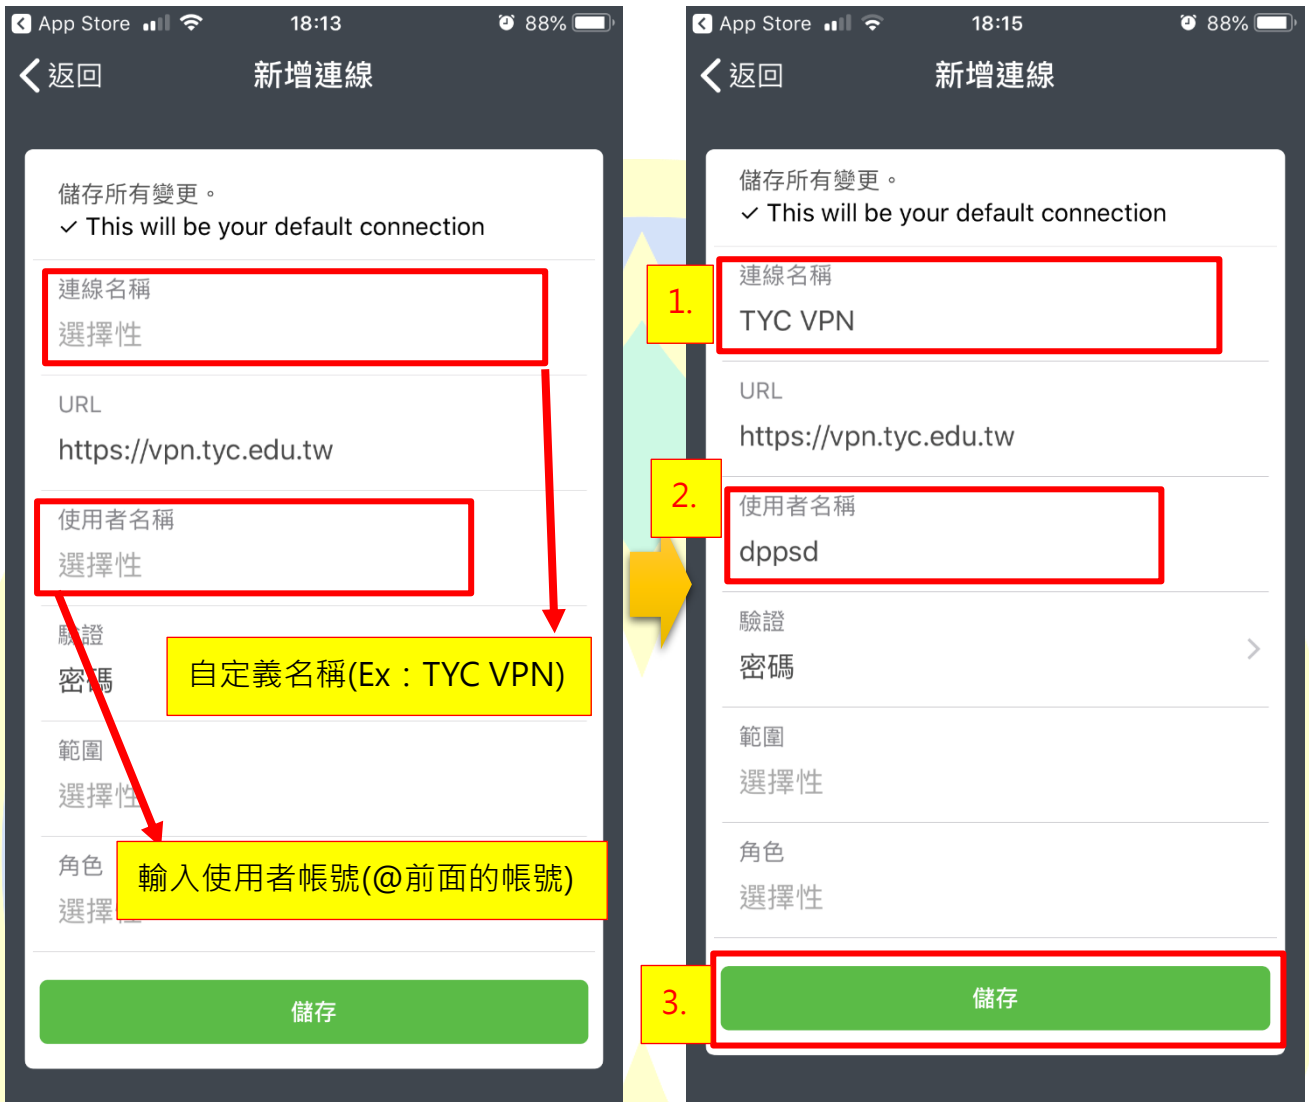 App Store 18:13 88%
返回 新增連線
儲存所有變更。
✓ This will be your default connection
連線名稱
選擇性
URL
https://vpn.tyc.edu.tw
使用者名稱
選擇性
驗證
密碼
自定義名稱(Ex：TYC VPN)
範圍
選擇性
角色
輸入使用者帳號(@前面的帳號)
選擇性
儲存
App Store 18:15 88%
返回 新增連線
儲存所有變更。
✓ This will be your default connection
1.
連線名稱
TYC VPN
URL
https://vpn.tyc.edu.tw
2.
使用者名稱
dppsd
驗證
密碼
範圍
選擇性
角色
選擇性
3.
儲存